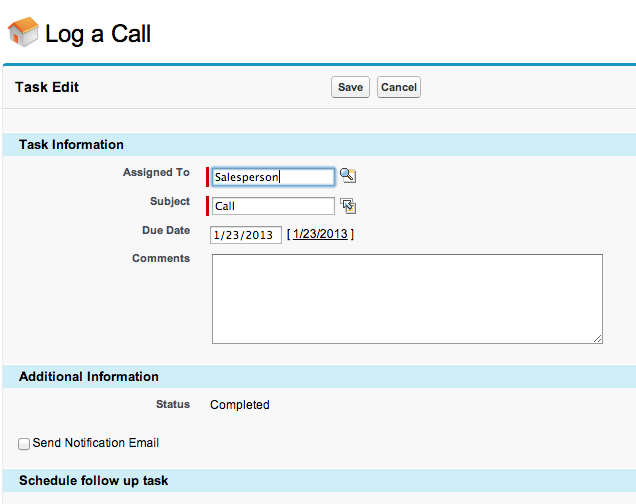 Log a Call
Task Edit Save Cancel
Task Information
Assigned To Salesperson
Subject Call
Due Date 1/23/2013 [ 1/23/2013 ]
Comments
Additional Information
Status Completed
Send Notification Email
Schedule follow up task